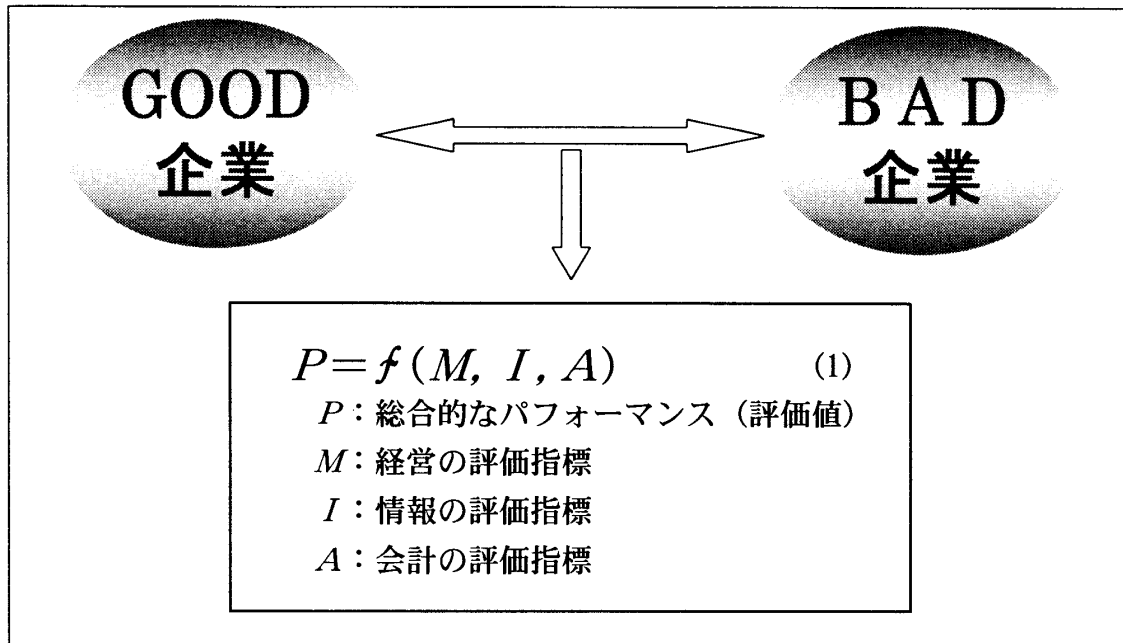 GOOD
企業
BAD
企業
P=f(M, I, A) (1)
P：総合的なパフォーマンス（評価値）
M：経営の評価指標
I：情報の評価指標
A：会計の評価指標